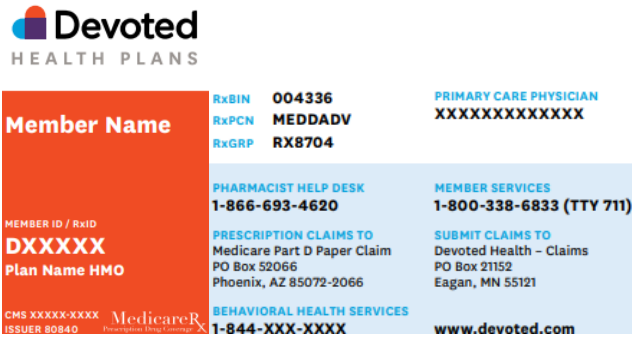 Devoted
HEALTH PLANS
Member Name
MEMBER ID / RxID
DXXXXX
Plan Name HMO
CMS XXXXX-XXXX
ISSUER 80840
MedicareRx
Prescription Drug Coverage
RxBIN 004336
RxPCN MEDDADV
RxGRP RX8704
PRIMARY CARE PHYSICIAN
XXXXXXXXXXXXX
PHARMACIST HELP DESK
1-866-693-4620
PRESCRIPTION CLAIMS TO
Medicare Part D Paper Claim
PO Box 52066
Phoenix, AZ 85072-2066
BEHAVIORAL HEALTH SERVICES
1-844-XXX-XXXX
MEMBER SERVICES
1-800-338-6833 (TTY 711)
SUBMIT CLAIMS TO
Devoted Health – Claims
PO Box 21152
Eagan, MN 55121
www.devoted.com